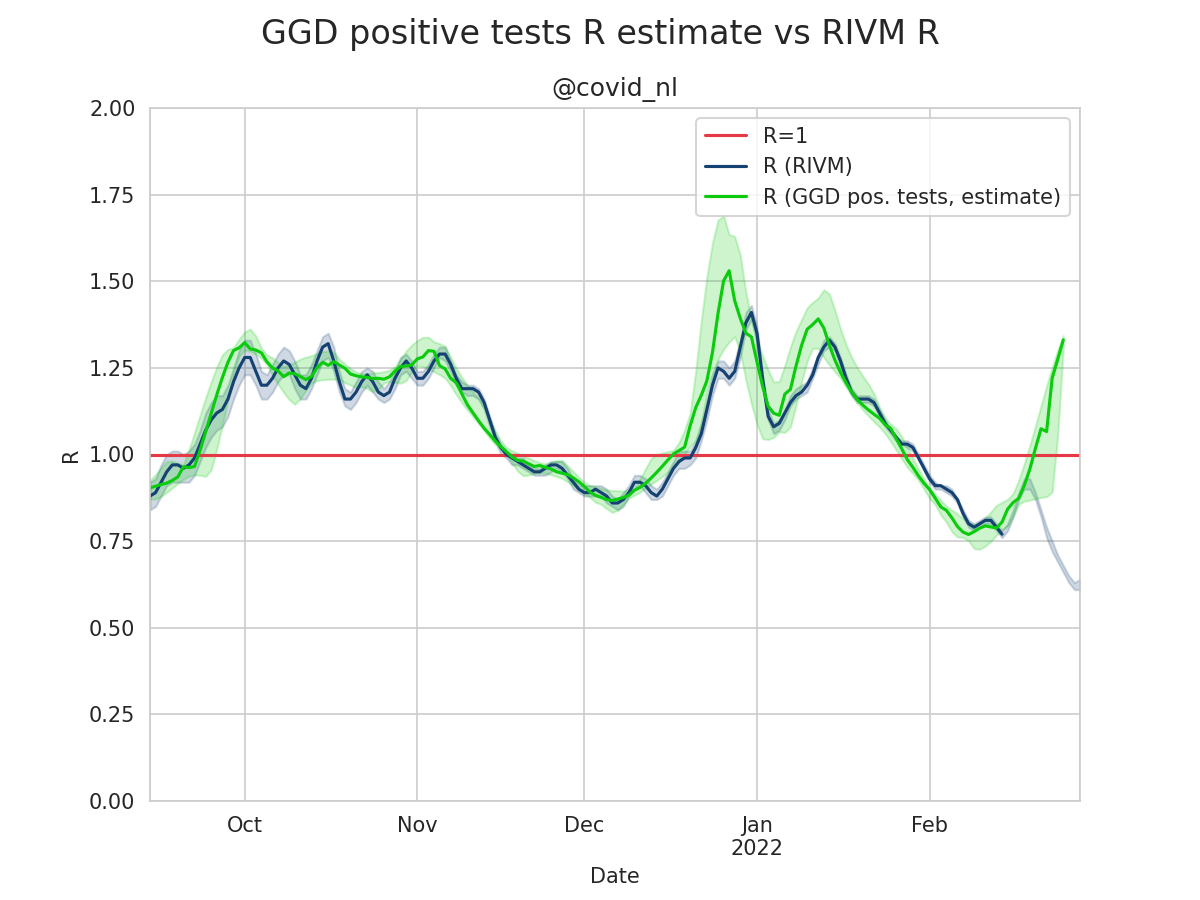 GGD positive tests R estimate vs RIVM R
@covid_nl
2.00
1.75
1.50
1.25
1.00
0.75
0.50
0.25
0.00
R
R=1
R (RIVM)
R (GGD pos. tests, estimate)
Oct Nov Dec Jan Feb
2022
Date